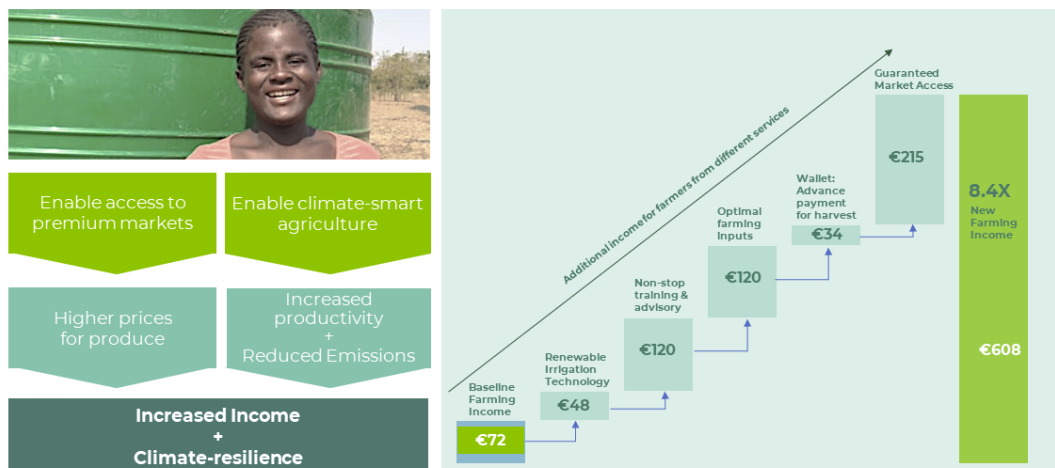 Enable access to
premium markets
Enable climate-smart
agriculture
Higher prices
for produce
Increased
productivity
+
Reduced Emissions
Increased Income
+
Climate-resilience
Additional income for farmers from different services
Baseline
Farming
Income
€72
Renewable
Irrigation
Technology
€48
Non-stop
training &
advisory
€120
Optimal
farming
inputs
€120
Wallet:
Advance
payment
for harvest
€34
Guaranteed
Market Access
€215
8.4X
New
Farming
Income
€608